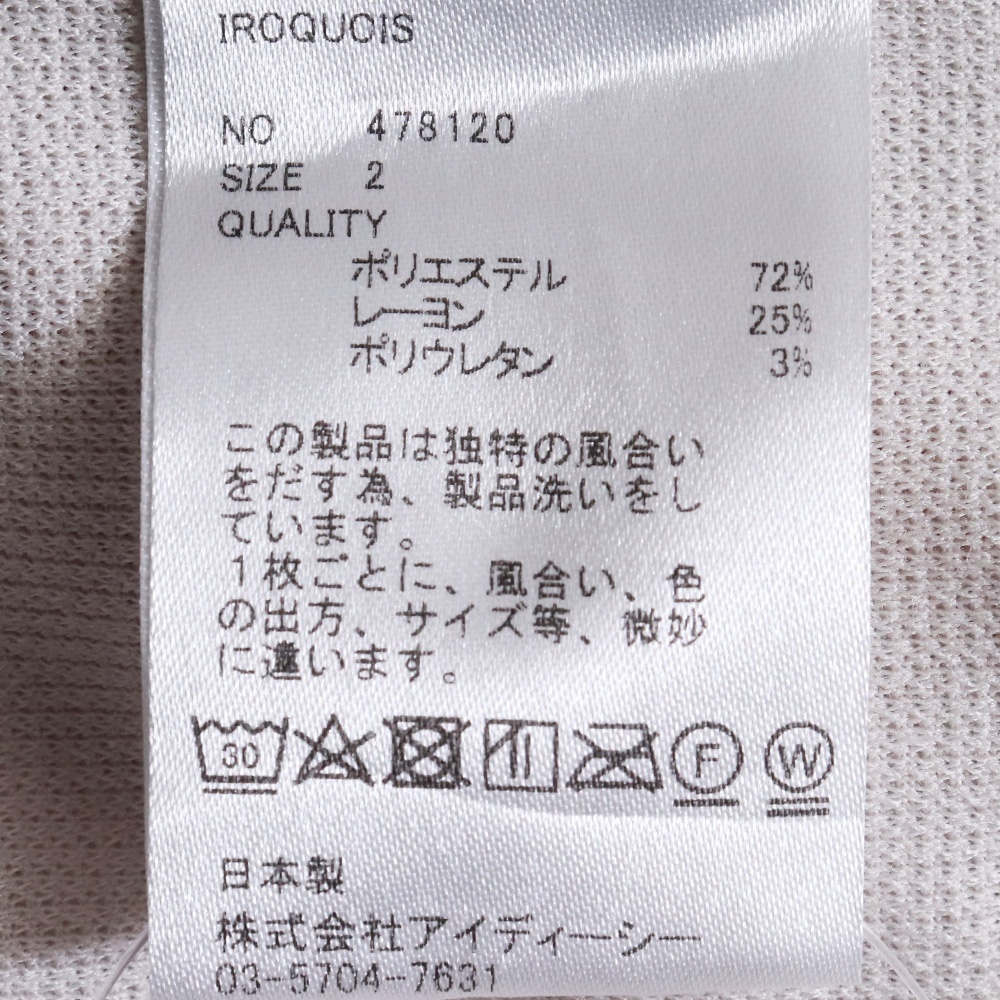 IROQUOIS
NO 478120
SIZE 2
QUALITY
ポリエステル 72%
レーヨン 25%
ポリウレタン 3%
この製品は独特の風合い
をだす為、製品洗いをし
ています。
1枚ごとに、風合い、色
の出方、サイズ等、微妙
に違います。
30 F W
日本製
株式会社アイディーシー
03-5704-7631